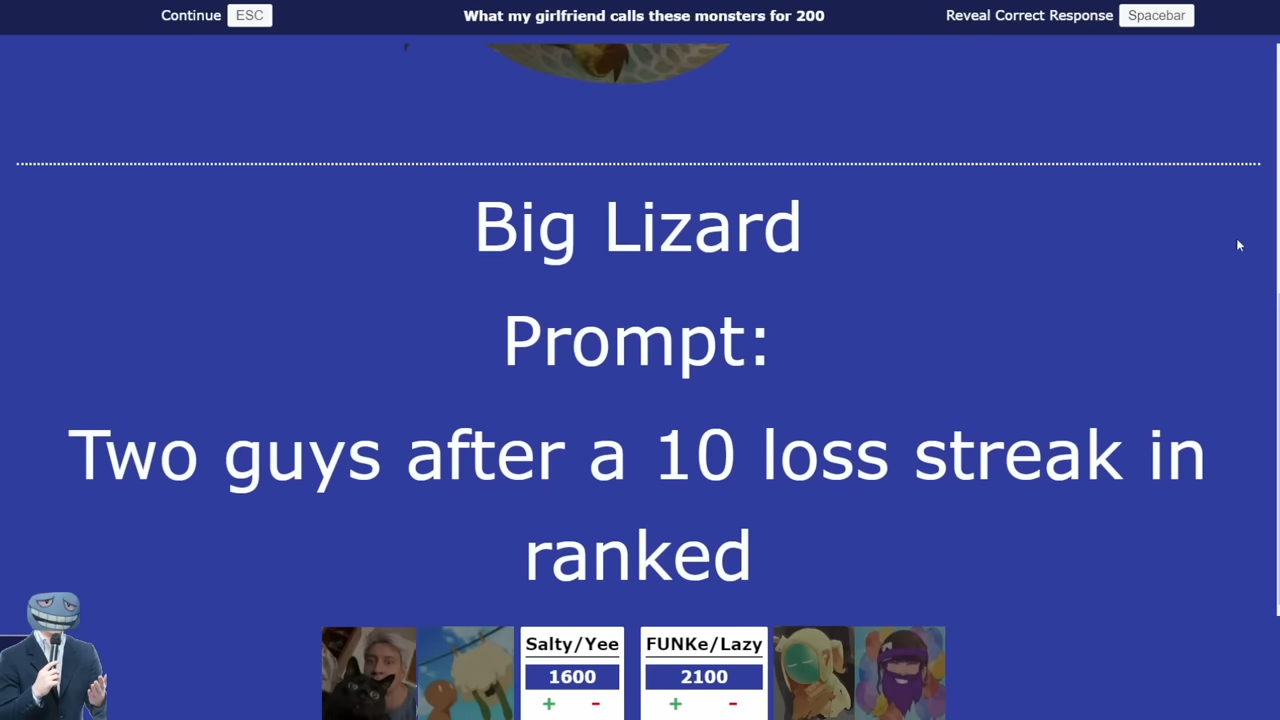 Continue ESC What my girlfriend calls these monsters for 200 Reveal Correct Response Spacebar
Big Lizard
Prompt:
Two guys after a 10 loss streak in
ranked
Salty/Yee FUNKe/Lazy
1600 2100
+ - + -